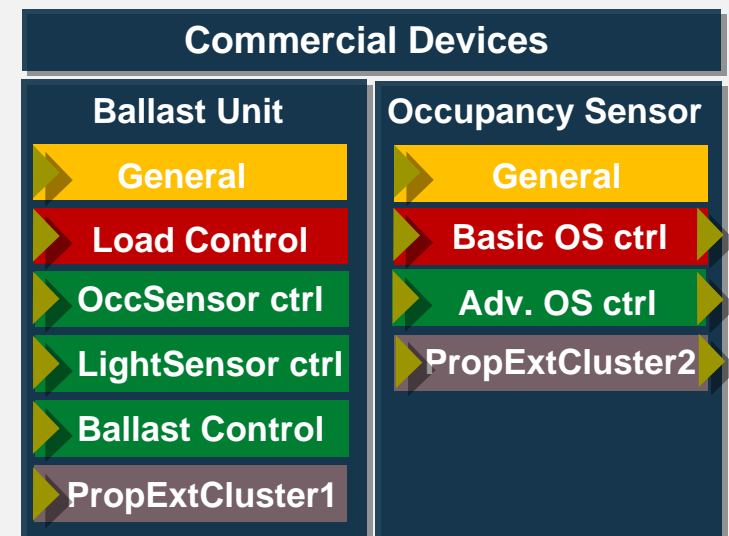 Commercial Devices
Ballast Unit
General
Load Control
OccSensor ctrl
LightSensor ctrl
Ballast Control
PropExtCluster1
Occupancy Sensor
General
Basic OS ctrl
Adv. OS ctrl
PropExtCluster2